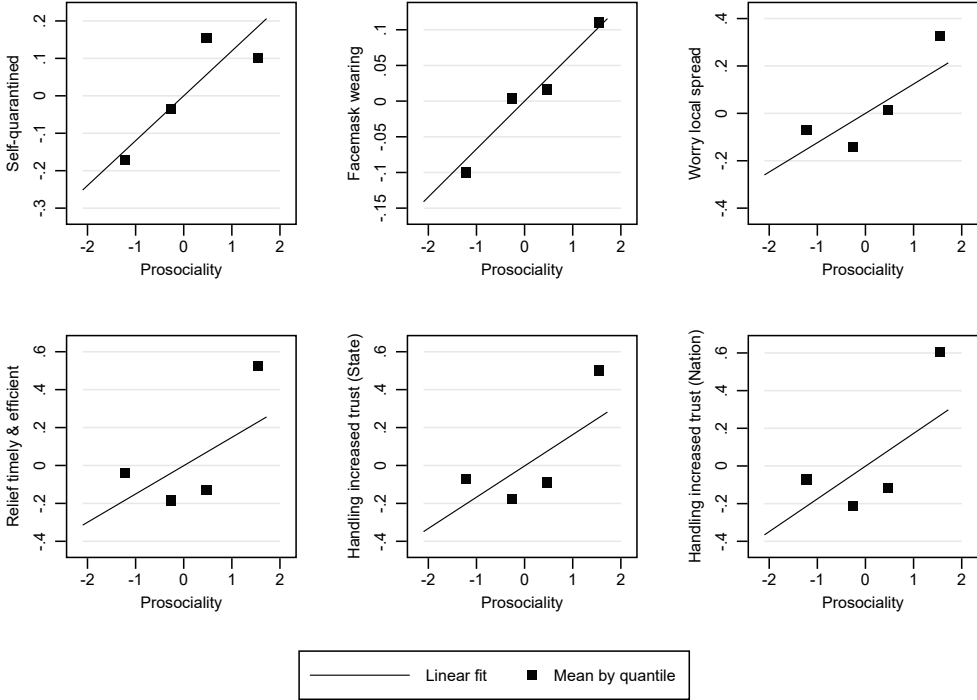 Self-quarantined
.2
.1
0
-.1
-.2
-.3
-2 -1 0 1 2
Prosociality
Facemask wearing
.1
.05
0
-.05
-.1
-.15
-2 -1 0 1 2
Prosociality
Worry local spread
.4
.2
0
-.2
-.4
-2 -1 0 1 2
Prosociality
Relief timely & efficient
.6
.4
.2
0
-.2
-.4
-2 -1 0 1 2
Prosociality
Handling increased trust (State)
.6
.4
.2
0
-.2
-.4
-2 -1 0 1 2
Prosociality
Handling increased trust (Nation)
.6
.4
.2
0
-.2
-.4
-2 -1 0 1 2
Prosociality
Linear fit Mean by quantile